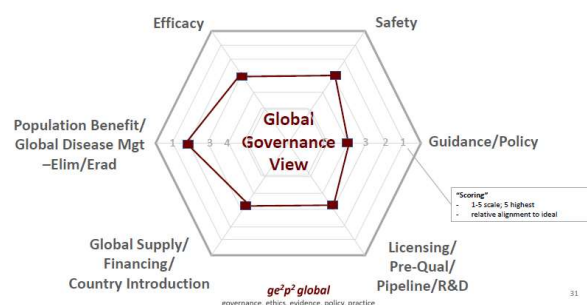 Efficacy
Safety
Global
Governance
View
Population Benefit/
Global Disease Mgt
–Elim/Erad
1 3 4
3 2 1
Guidance/Policy
"Scoring"
- 1-5 scale; 5 highest
- relative alignment to ideal
Global Supply/
Financing/
Country Introduction
Licensing/
Pre-Qual/
Pipeline/R&D
ge²p² global
governance, ethics, evidence, policy, practice
31